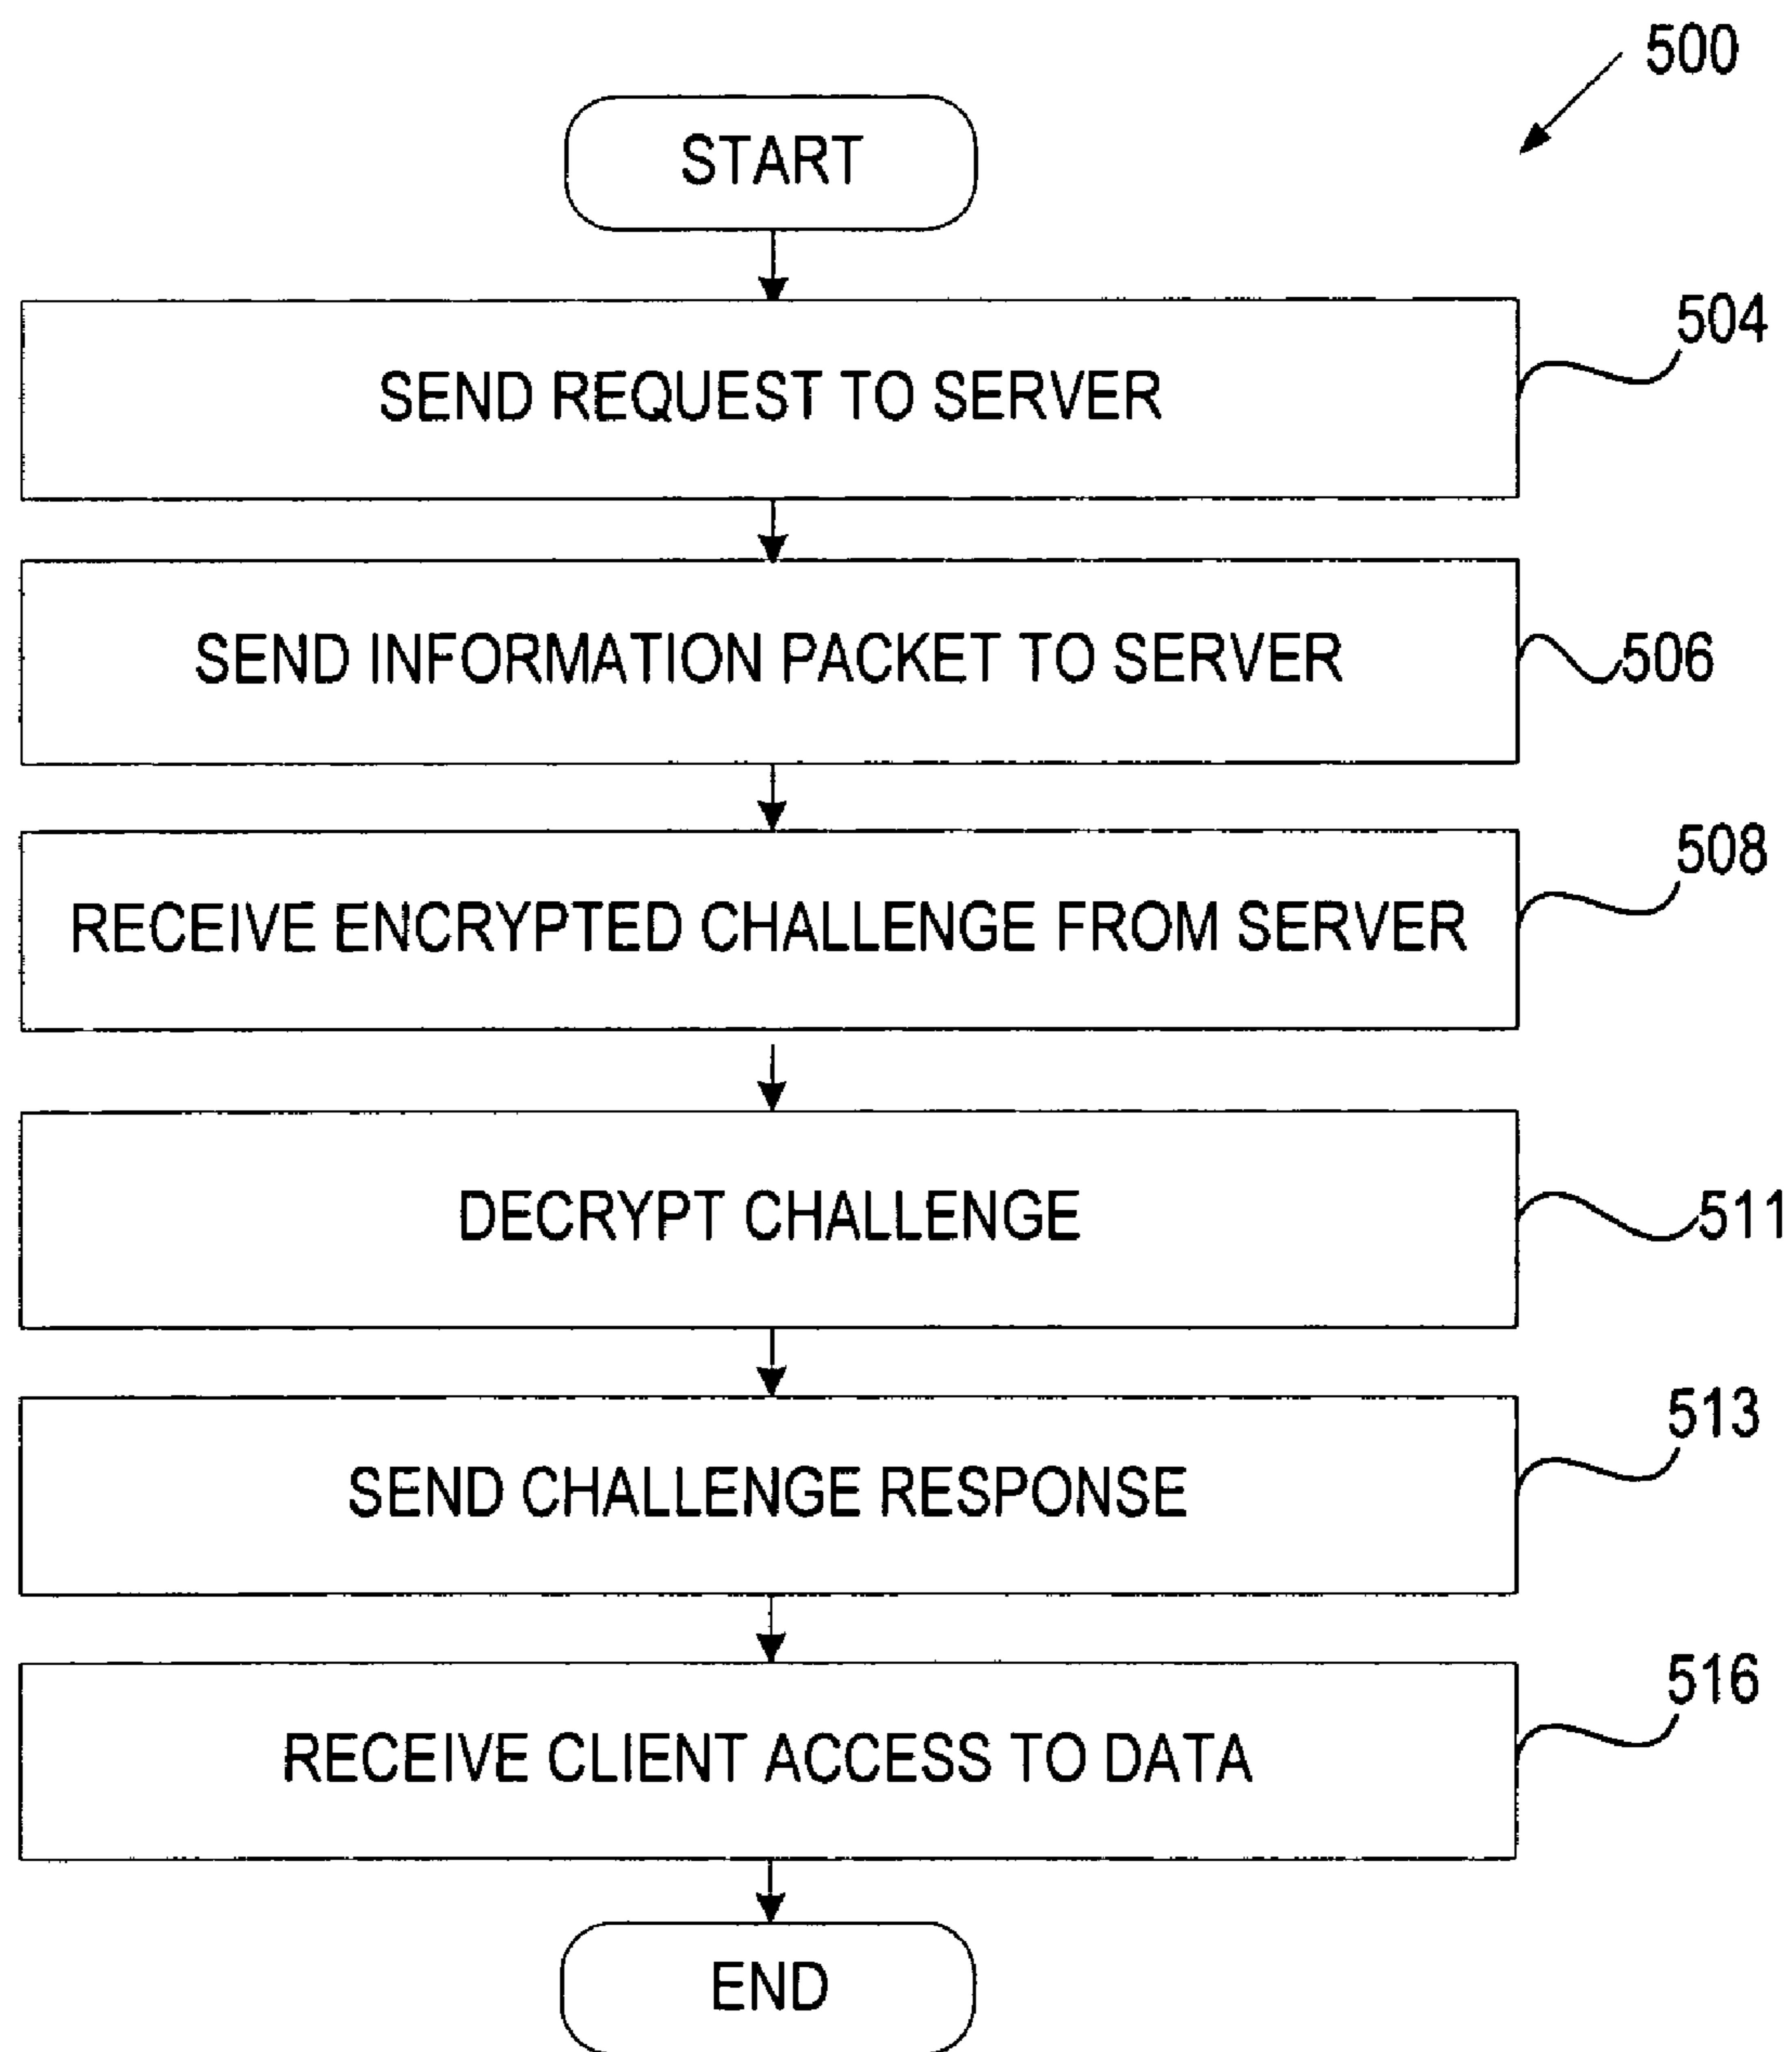 500
START
504
SEND REQUEST TO SERVER
SEND INFORMATION PACKET TO SERVER
506
508
RECEIVE ENCRYPTED CHALLENGE FROM SERVER
DECRYPT CHALLENGE
511
513
SEND CHALLENGE RESPONSE
516
RECEIVE CLIENT ACCESS TO DATA
END